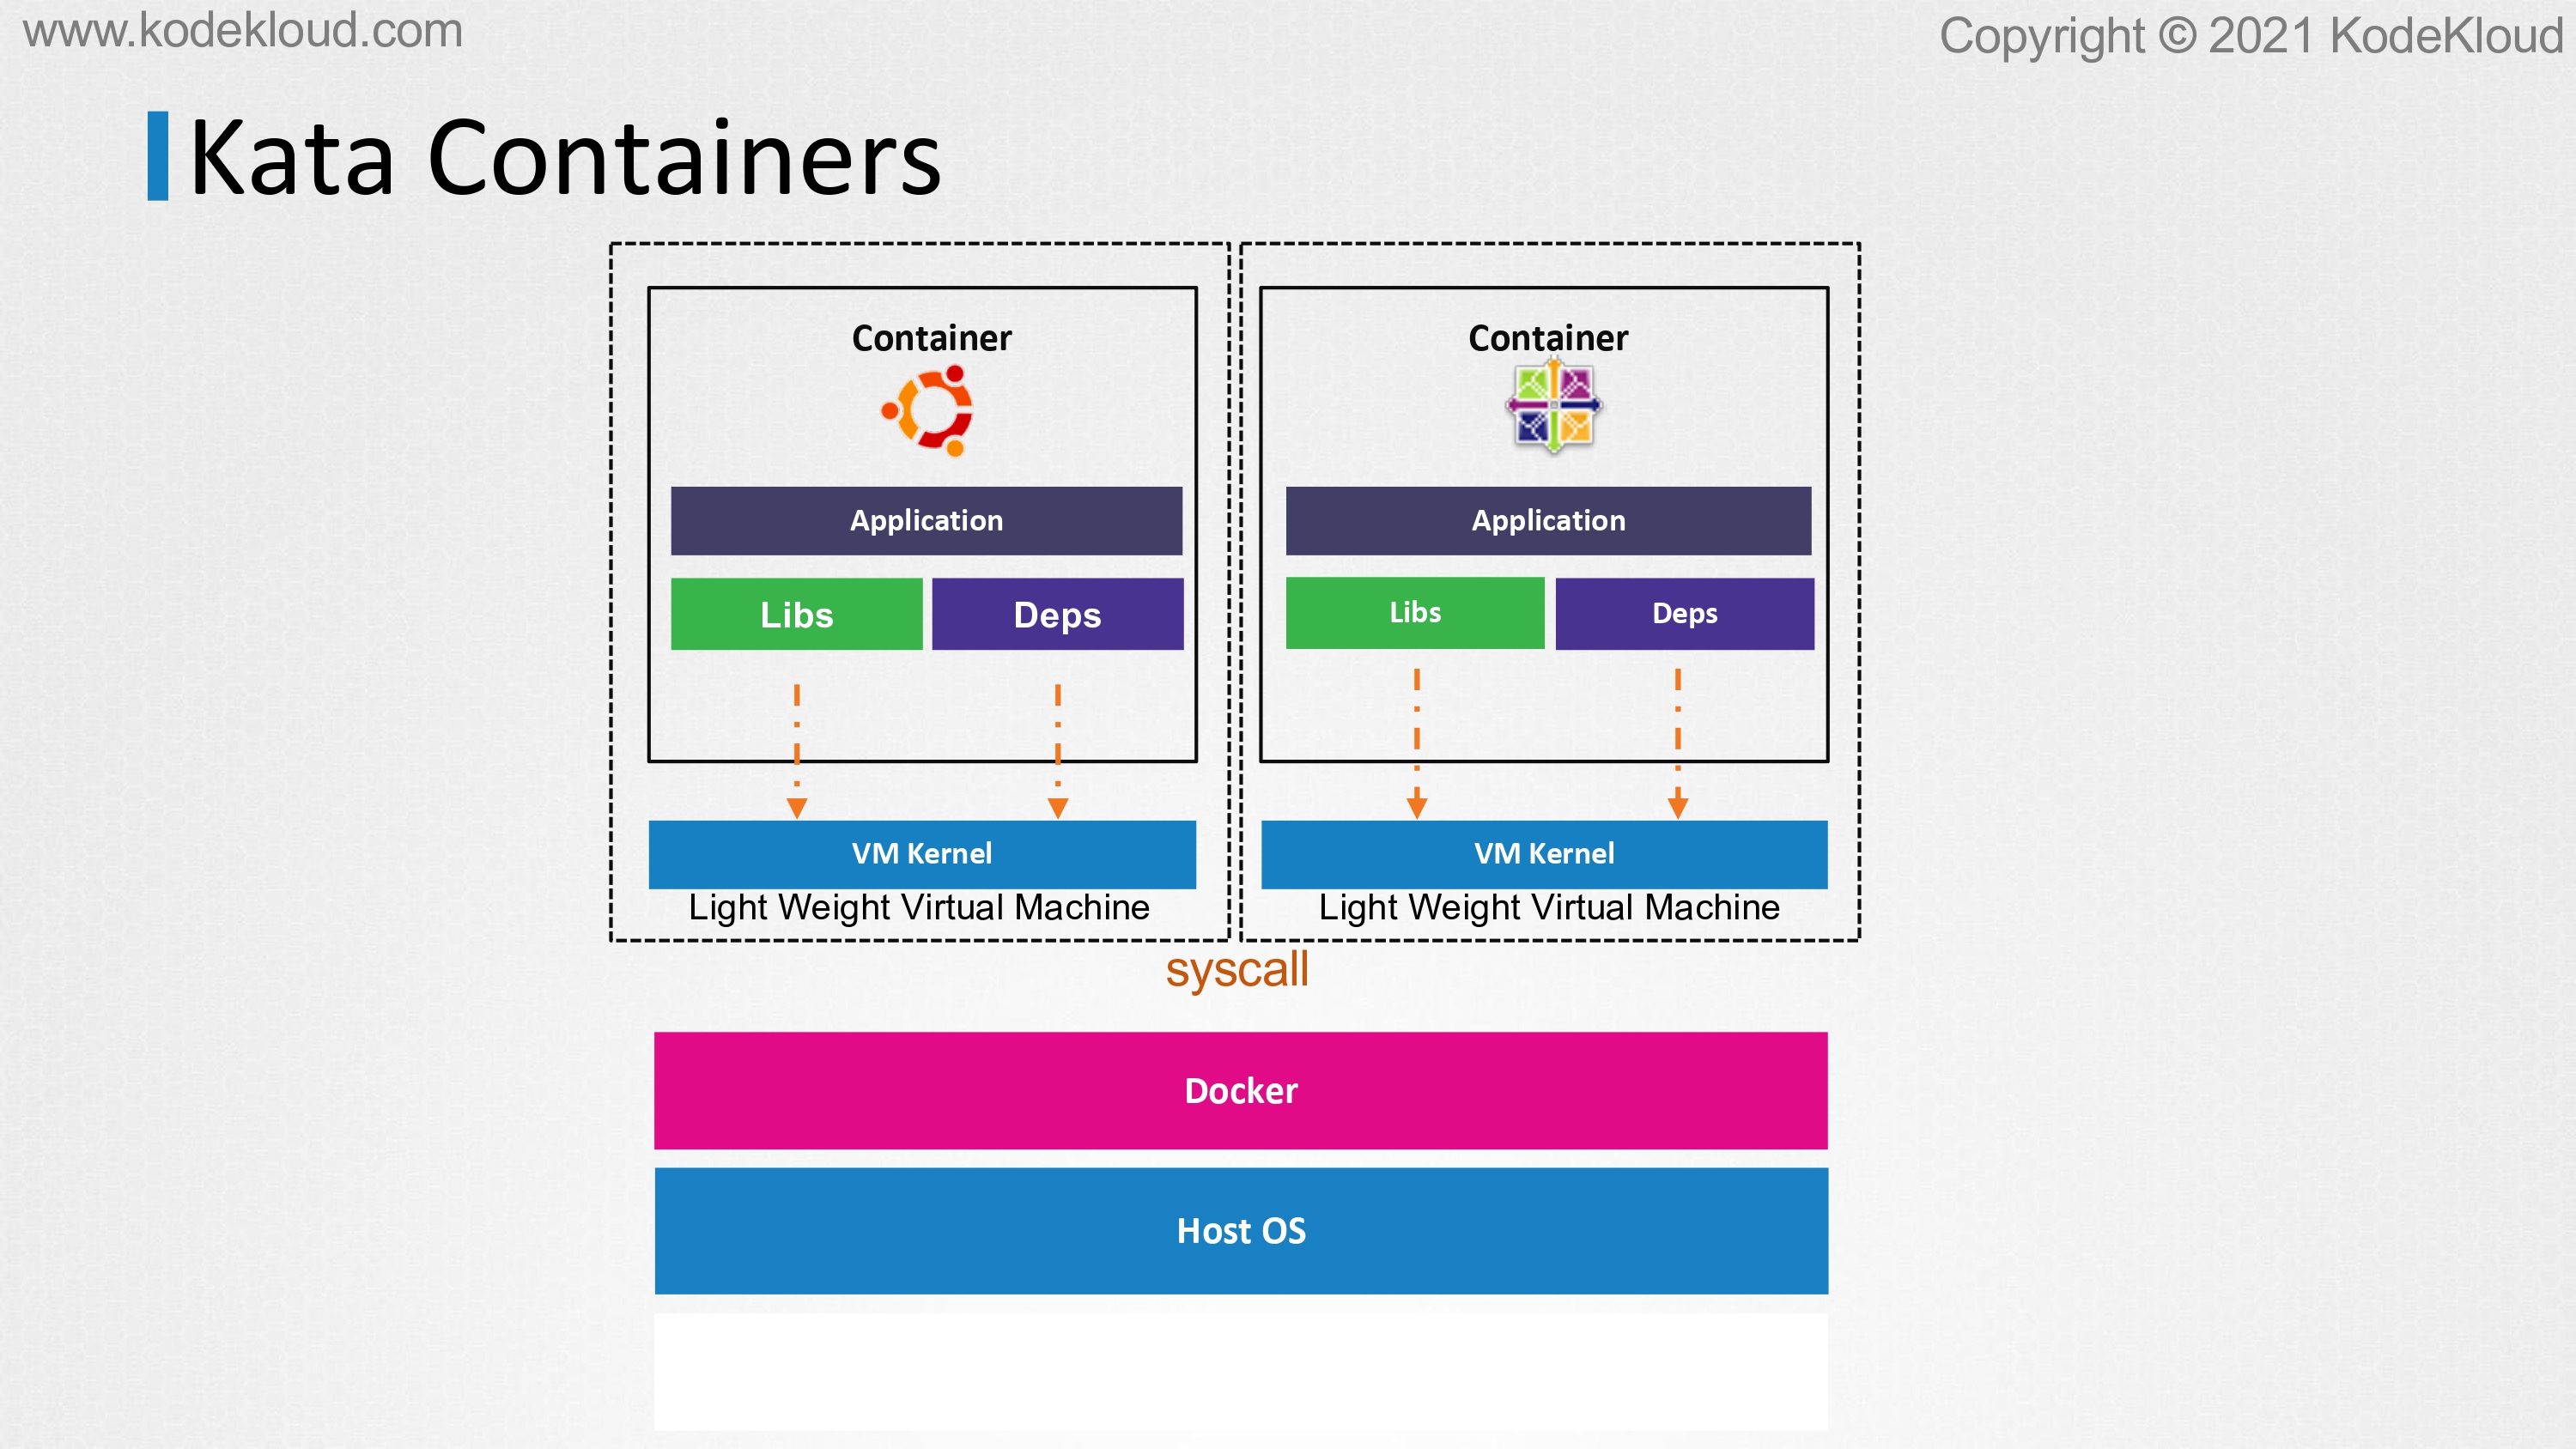 www.kodekloud.com
Copyright © 2021 KodeKloud
Kata Containers
Container
Container
Application
Application
Libs
Deps
Libs
Deps
VM Kernel
VM Kernel
Light Weight Virtual Machine
Light Weight Virtual Machine
syscall
Docker
Host OS